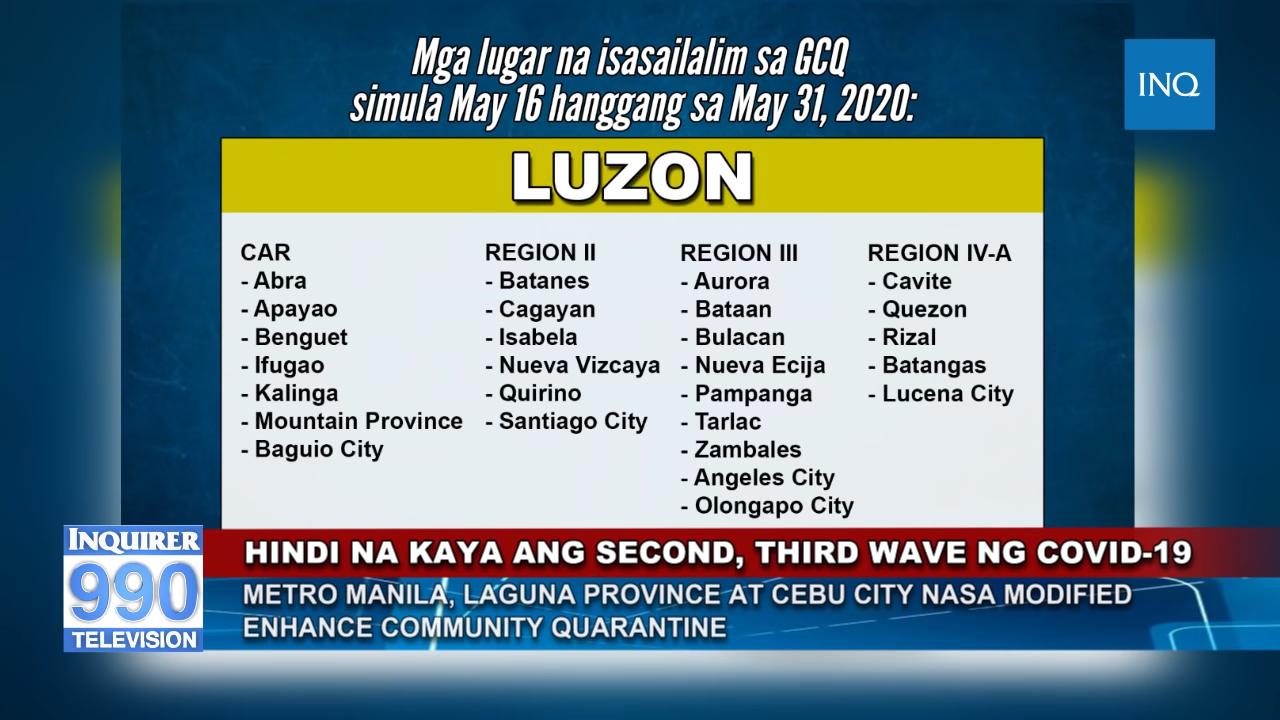 Mga lugar na isasailalim sa GCQ
simula May 16 hanggang sa May 31, 2020:
INQ
LUZON
CAR
- Abra
- Apayao
- Benguet
- Ifugao
- Kalinga
- Mountain Province
- Baguio City
REGION II
- Batanes
- Cagayan
- Isabela
- Nueva Vizcaya
- Quirino
- Santiago City
REGION III
- Aurora
- Bataan
- Bulacan
- Nueva Ecija
- Pampanga
- Tarlac
- Zambales
- Angeles City
- Olongapo City
REGION IV-A
- Cavite
- Quezon
- Rizal
- Batangas
- Lucena City
INQUIRER
990
TELEVISION
HINDI NA KAYA ANG SECOND, THIRD WAVE NG COVID-19
METRO MANILA, LAGUNA PROVINCE AT CEBU CITY NASA MODIFIED
ENHANCE COMMUNITY QUARANTINE